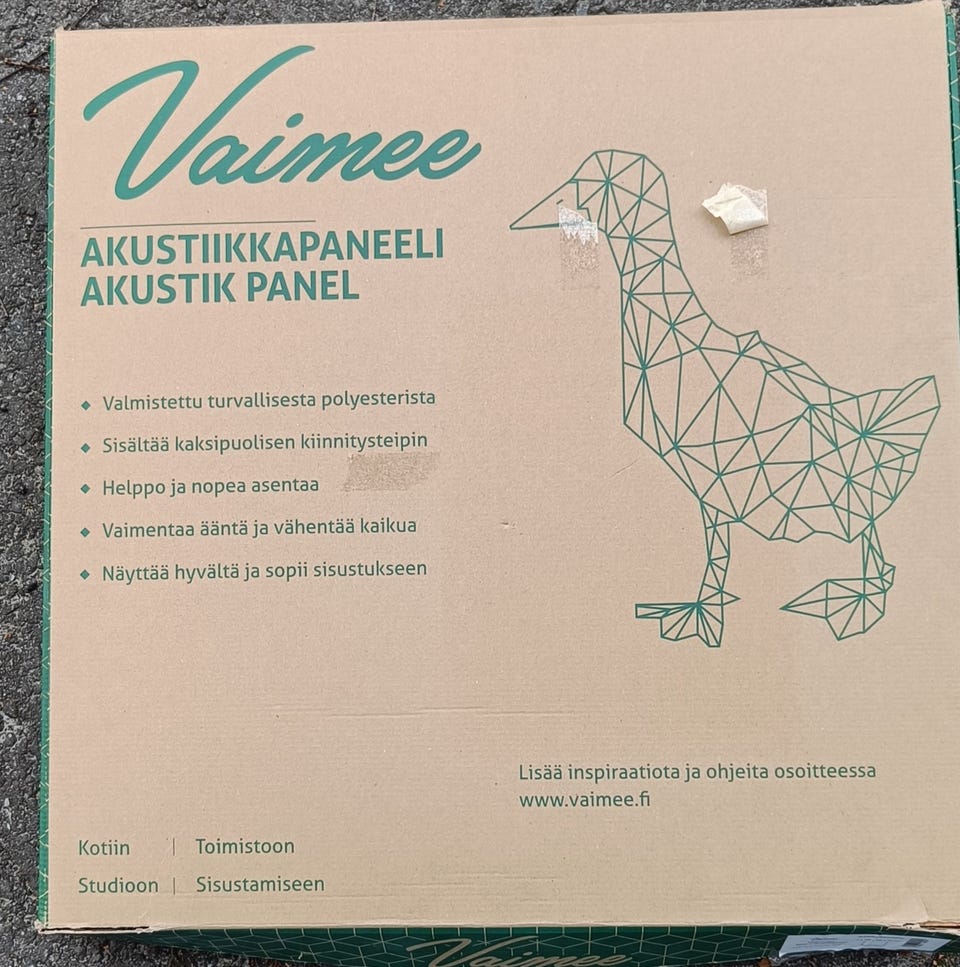 Vaimee
AKUSTIIKKAPANEELI
AKUSTIK PANEL
Valmistettu turvallisesta polyesterista
Sisältää kaksipuolisen kiinnitysteipin
Helppo ja nopea asentaa
Vaimentaa ääntä ja vähentää kaikua
Näyttää hyvältä ja sopii sisustukseen
Lisää inspiraatiota ja ohjeita osoitteessa
www.vaimee.fi
Kotiin | Toimistoon
Studioon | Sisustamiseen
Vaimee